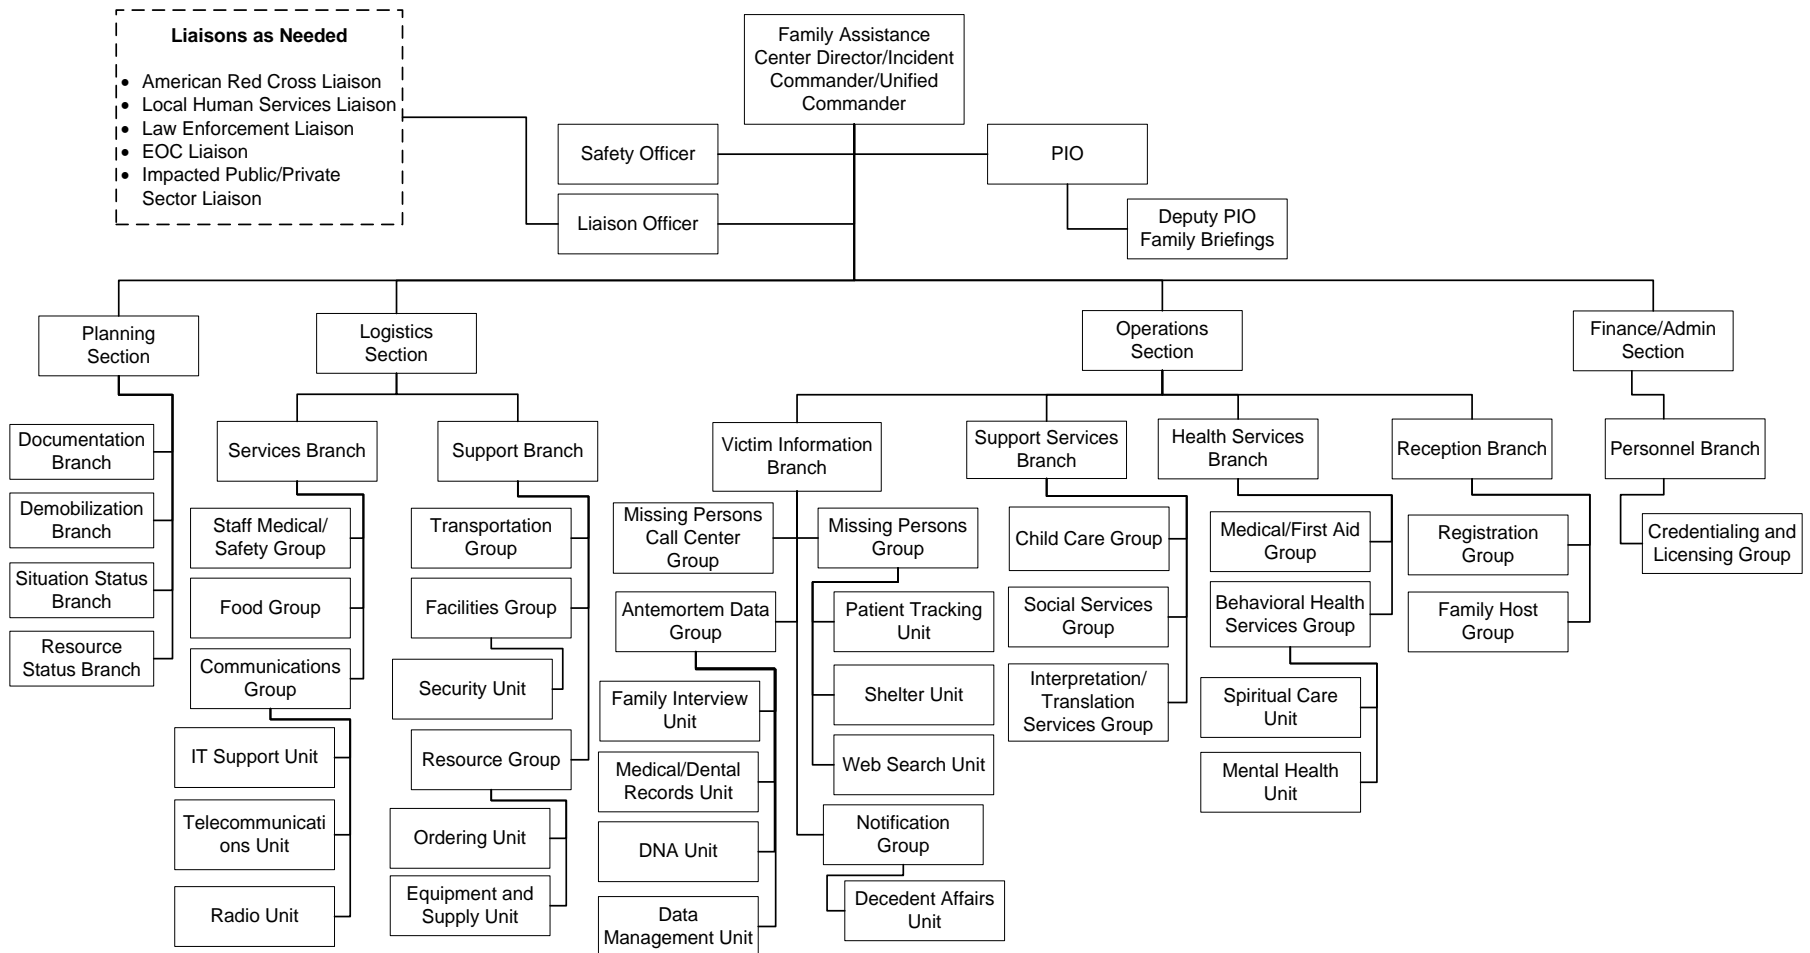 Liaisons as Needed
• American Red Cross Liaison
• Local Human Services Liaison
• Law Enforcement Liaison
• EOC Liaison
• Impacted Public/Private
Sector Liaison
Family Assistance
Center Director/Incident
Commander/Unified
Commander
Safety Officer
PIO
Liaison Officer
Deputy PIO
Family Briefings
Planning
Section
Logistics
Section
Operations
Section
Finance/Admin
Section
Documentation
Branch
Demobilization
Branch
Situation Status
Branch
Resource
Status Branch
Services Branch
Staff Medical/
Safety Group
Food Group
Communications
Group
IT Support Unit
Telecommunicati
ons Unit
Radio Unit
Support Branch
Transportation
Group
Facilities Group
Security Unit
Resource Group
Ordering Unit
Equipment and
Supply Unit
Victim Information
Branch
Missing Persons
Call Center
Group
Missing Persons
Group
Patient Tracking
Unit
Shelter Unit
Web Search Unit
Antemortem Data
Group
Family Interview
Unit
Medical/Dental
Records Unit
DNA Unit
Data
Management Unit
Notification
Group
Decedent Affairs
Unit
Support Services
Branch
Child Care Group
Social Services
Group
Interpretation/
Translation
Services Group
Health Services
Branch
Medical/First Aid
Group
Behavioral Health
Services Group
Spiritual Care
Unit
Mental Health
Unit
Reception Branch
Registration
Group
Family Host
Group
Personnel Branch
Credentialing and
Licensing Group